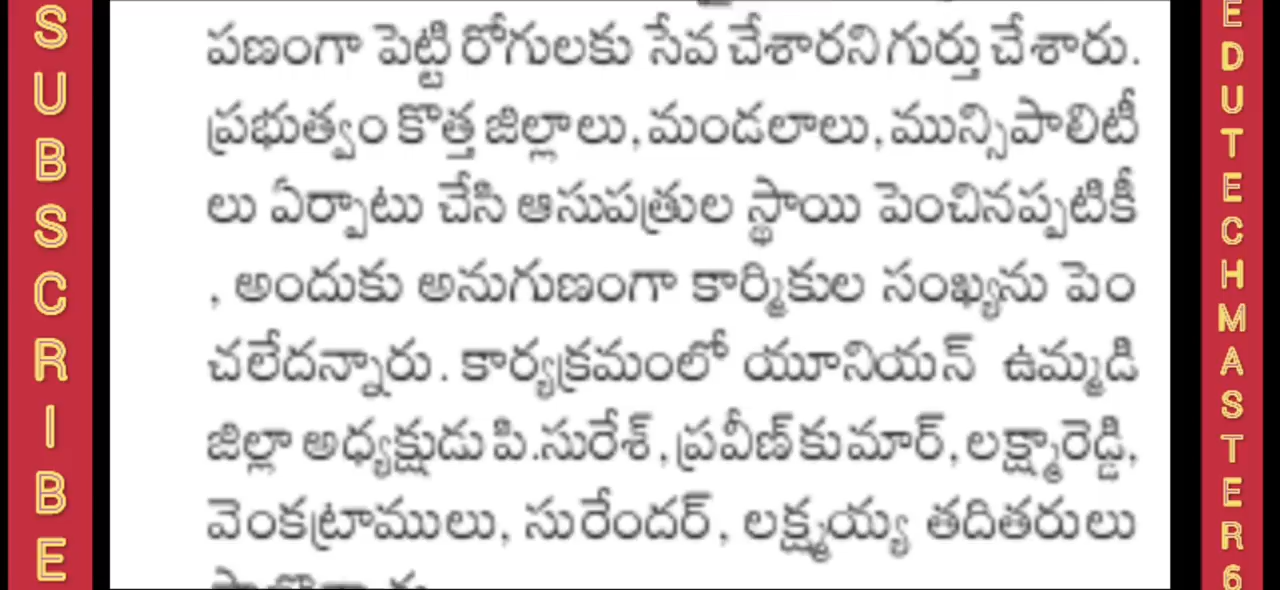 SUBSCRIBE
పణంగా పెట్టి రోగులకు సేవ చేశారని గుర్తు చేశారు.
ప్రభుత్వం కొత్త జిల్లాలు, మండలాలు, మున్సిపాలిటీ
లు ఏర్పాటు చేసి ఆసుపత్రుల స్థాయి పెంచినప్పటికీ
, అందుకు అనుగుణంగా కార్మికుల సంఖ్యను పెం
చలేదన్నారు. కార్యక్రమంలో యూనియన్ ఉమ్మడి
జిల్లా అధ్యక్షుడు పి.సురేశ్, ప్రవీణ్‌కుమార్, లక్ష్మారెడ్డి,
వెంకట్రాములు, సురేందర్, లక్ష్మయ్య తదితరులు
EDUTECHMASTER6